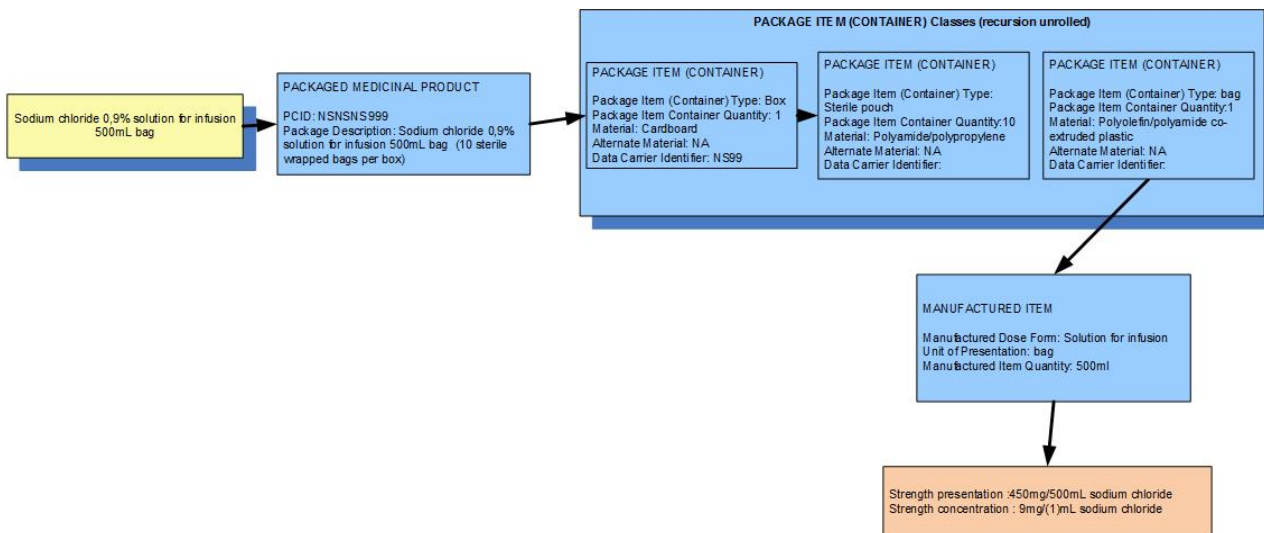 PACKAGE ITEM (CONTAINER) Classes (recursion unrolled)
Sodium chloride 0,9% solution for infusion
500mL bag
PACKAGED MEDICINAL PRODUCT
PCID: NSNSNS999
Package Description: Sodium chloride 0,9%
solution for infusion 500mL bag (10 sterile
wrapped bags per box)
PACKAGE ITEM (CONTAINER)
Package Item (Container) Type: Box
Package Item Container Quantity: 1
Material: Cardboard
Alternate Material: NA
Data Carrier Identifier: NS99
PACKAGE ITEM (CONTAINER)
Package Item (Container) Type:
Sterile pouch
Package Item Container Quantity:10
Material: Polyamide/polypropylene
Alternate Material: NA
Data Carrier Identifier:
PACKAGE ITEM (CONTAINER)
Package Item (Container) Type: bag
Package Item Container Quantity:1
Material: Polyolefin/polyamide co-
extruded plastic
Alternate Material: NA
Data Carrier Identifier:
MANUFACTURED ITEM
Manufactured Dose Form: Solution for infusion
Unit of Presentation: bag
Manufactured Item Quantity: 500ml
Strength presentation :450mg/500mL sodium chloride
Strength concentration : 9mg/(1)mL sodium chloride